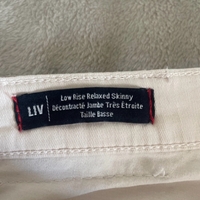 LIV
Low Rise Relaxed Skinny
Décontracté Jambe Très Étroite
Taille Basse